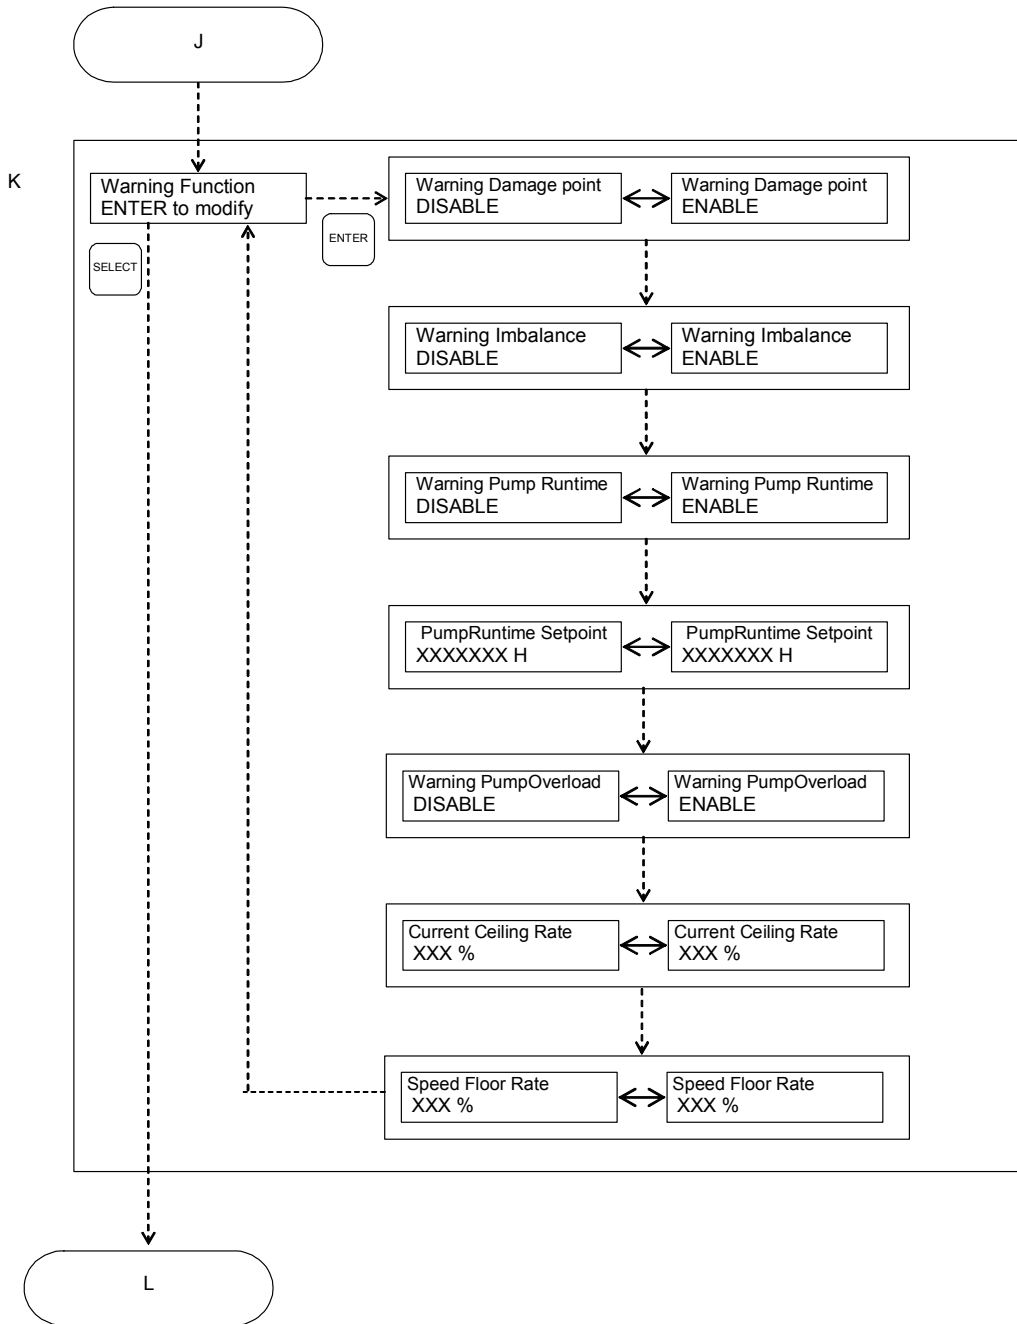 J
K
Warning Function
ENTER to modify
SELECT
ENTER
Warning Damage point
DISABLE
Warning Damage point
ENABLE
Warning Imbalance
DISABLE
Warning Imbalance
ENABLE
Warning Pump Runtime
DISABLE
Warning Pump Runtime
ENABLE
PumpRuntime Setpoint
XXXXXXX H
PumpRuntime Setpoint
XXXXXXX H
Warning PumpOverload
DISABLE
Warning PumpOverload
ENABLE
Current Ceiling Rate
XXX %
Current Ceiling Rate
XXX %
Speed Floor Rate
XXX %
Speed Floor Rate
XXX %
L